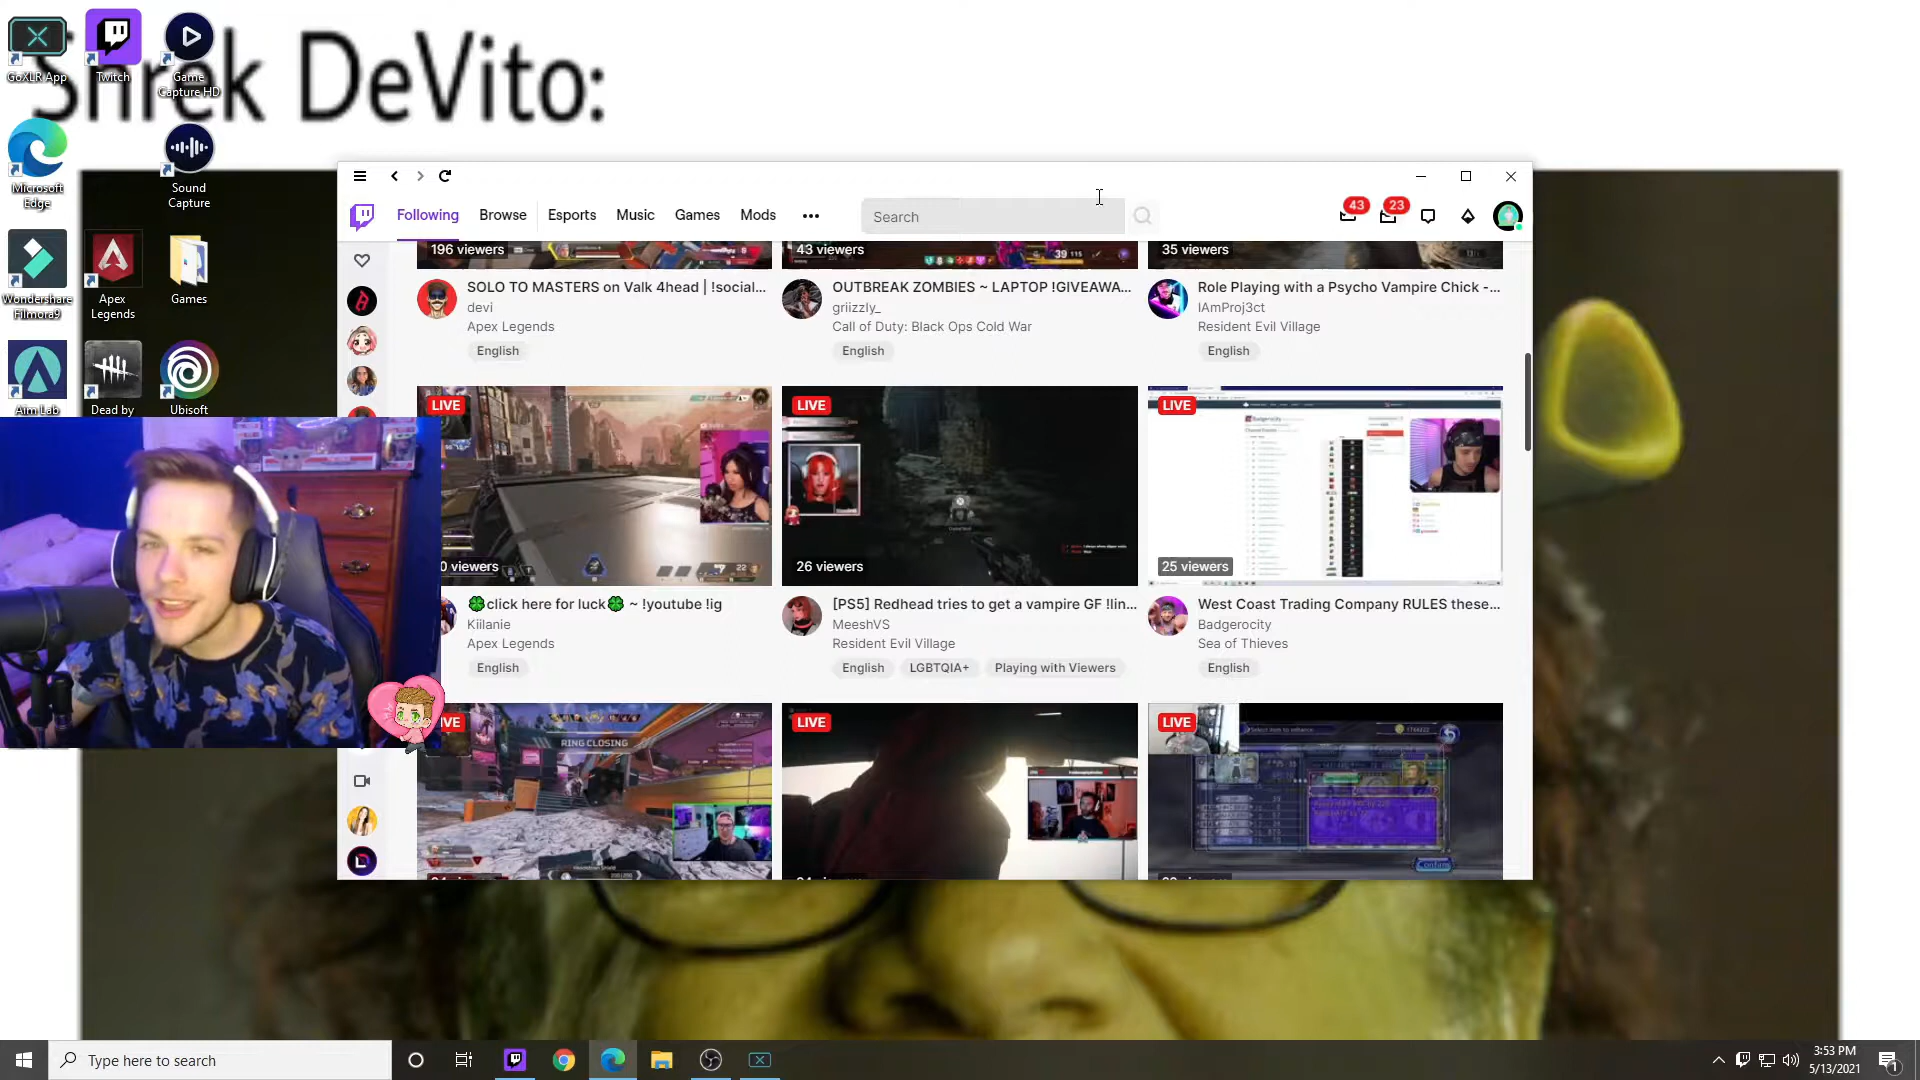 Shrek DeVito:
GoXLR App
Twitch
Game
Capture HD
Microsoft
Edge
Sound
Capture
Wondershare
Filmora9
Apex
Legends
Games
Aim Lab
Dead by
Ubisoft
Following
Browse
Esports
Music
Games
Mods
Search
43
23
196 viewers
43 viewers
35 viewers
SOLO TO MASTERS on Valk 4head | !social...
devi
Apex Legends
English
OUTBREAK ZOMBIES ~ LAPTOP !GIVEAWA...
griizzly_
Call of Duty: Black Ops Cold War
English
Role Playing with a Psycho Vampire Chick -...
IAmProj3ct
Resident Evil Village
English
LIVE
0 viewers
🍀click here for luck🍀 ~ !youtube !ig
Kiilanie
Apex Legends
English
LIVE
26 viewers
[PS5] Redhead tries to get a vampire GF !lin...
MeeshVS
Resident Evil Village
English
LGBTQIA+
Playing with Viewers
LIVE
Badgerocity
25 viewers
West Coast Trading Company RULES these...
Badgerocity
Sea of Thieves
English
LIVE
RING CLOSING
LIVE
LIVE
Type here to search
3:53 PM
5/13/2021
1